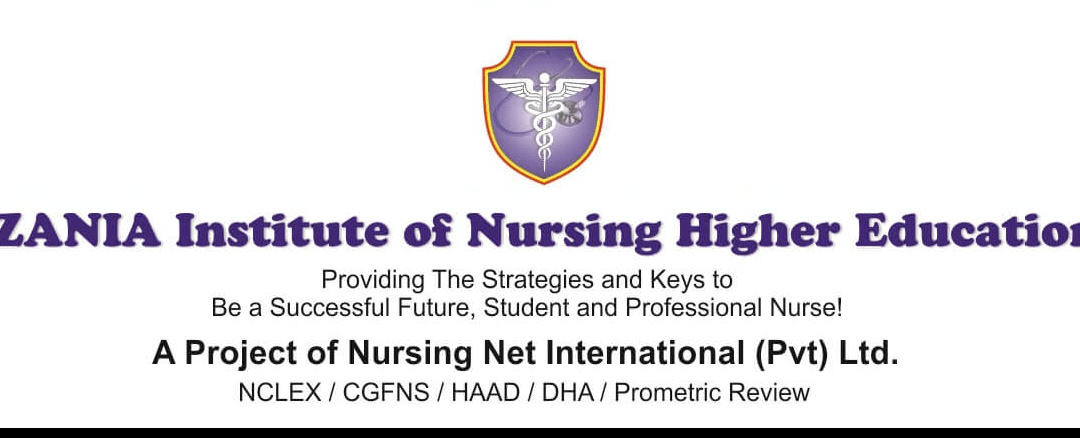 ZANIA Institute of Nursing Higher Education
Providing The Strategies and Keys to
Be a Successful Future, Student and Professional Nurse!
A Project of Nursing Net International (Pvt) Ltd.
NCLEX / CGFNS / HAAD / DHA / Prometric Review